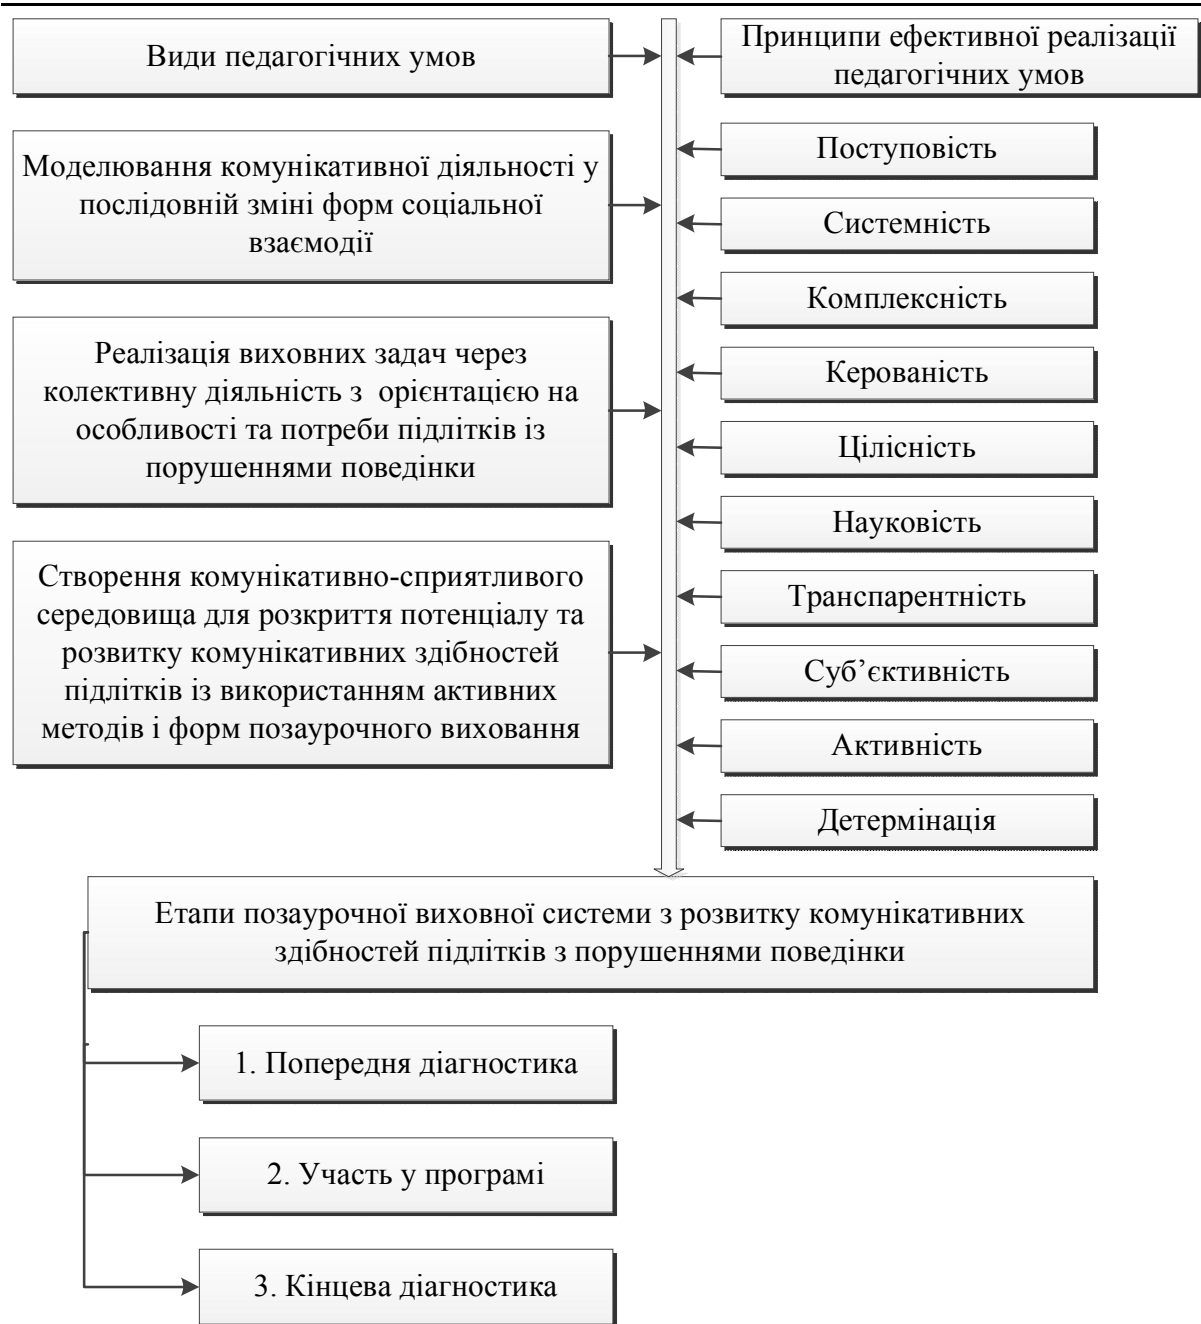 Види педагогічних умов
Принципи ефективної реалізації
педагогічних умов
Моделювання комунікативної діяльності у
послідовній зміні форм соціальної
взаємодії
Реалізація виховних задач через
колективну діяльність з орієнтацією на
особливості та потреби підлітків із
порушеннями поведінки
Створення комунікативно-сприятливого
середовища для розкриття потенціалу та
розвитку комунікативних здібностей
підлітків із використанням активних
методів і форм позаурочного виховання
Поступовість
Системність
Комплексність
Керованість
Цілісність
Науковість
Транспарентність
Суб’єктивність
Активність
Детермінація
Етапи позаурочної виховної системи з розвитку комунікативних
здібностей підлітків з порушеннями поведінки
1. Попередня діагностика
2. Участь у програмі
3. Кінцева діагностика